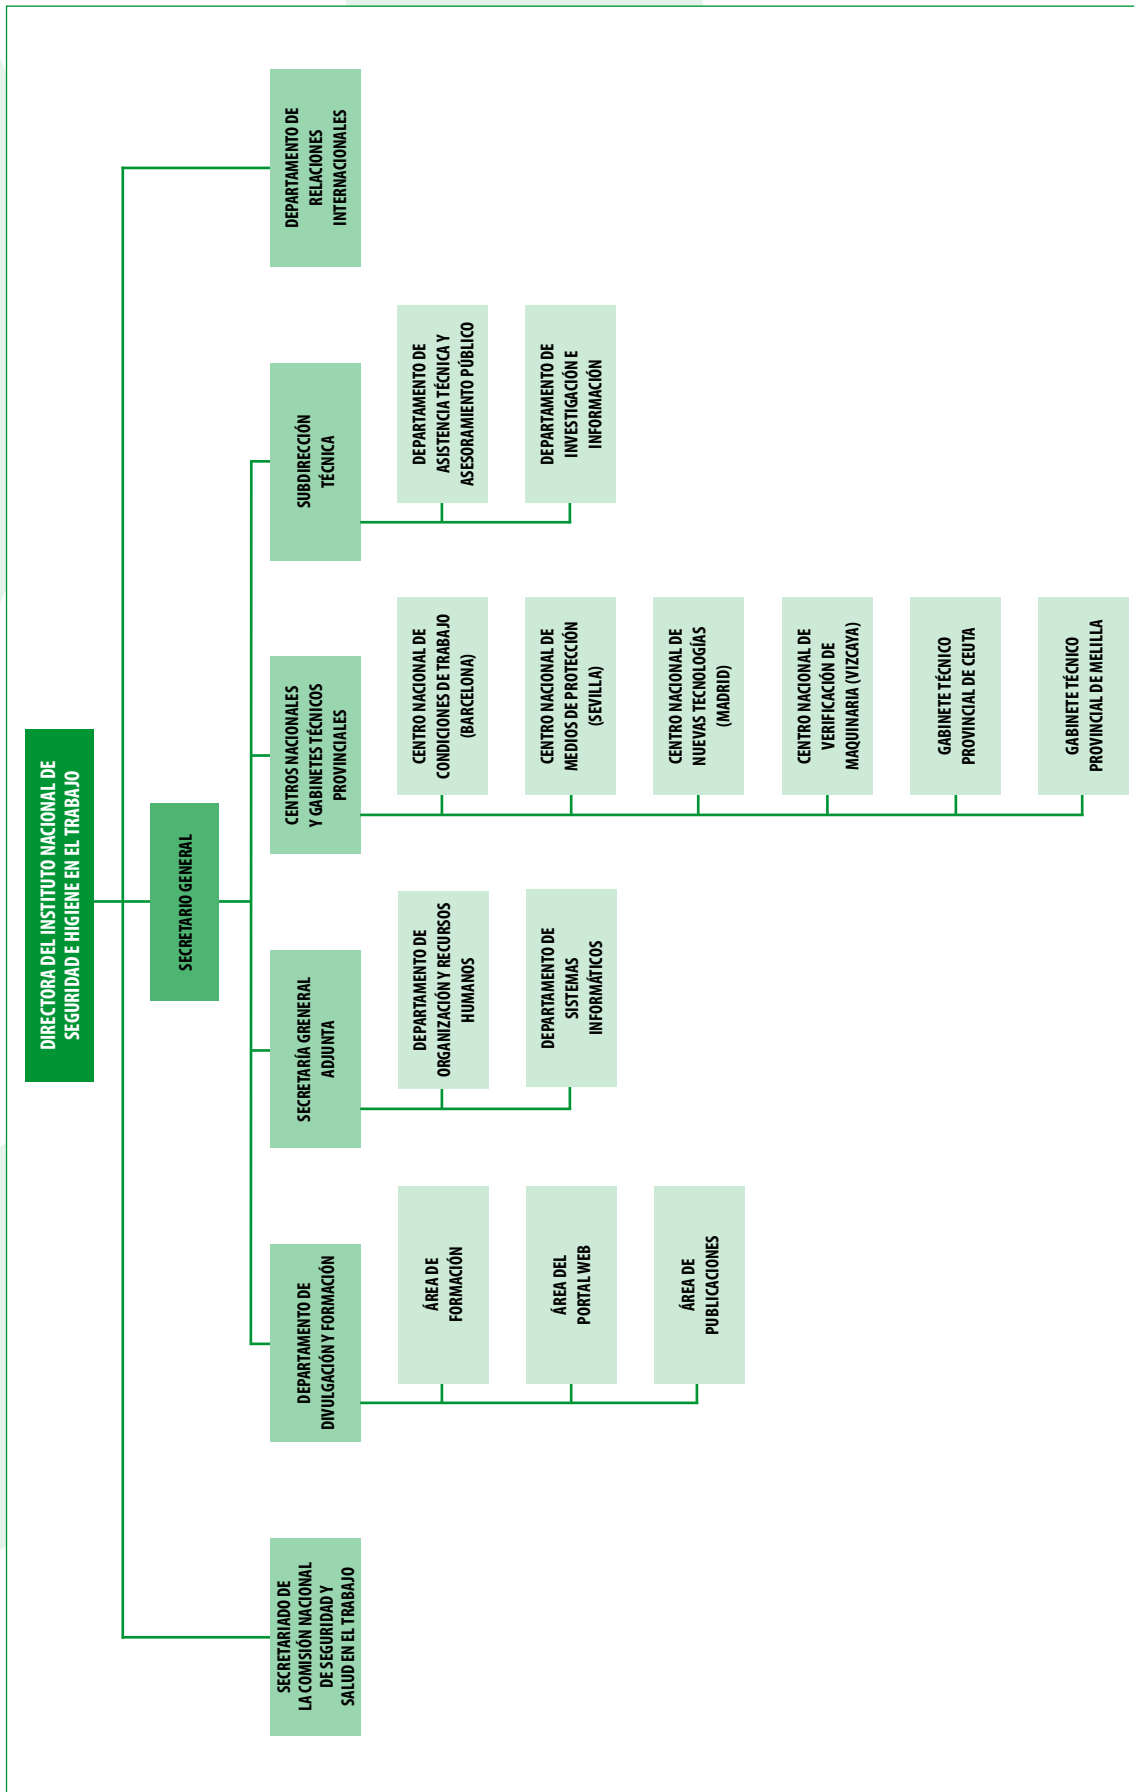 DIRECTORA DEL INSTITUTO NACIONAL DE
SEGURIDAD E HIGIENE EN EL TRABAJO
SECRETARIO GENERAL
SECRETARIADO DE
LA COMISIÓN NACIONAL
DE SEGURIDAD Y
SALUD EN EL TRABAJO
DEPARTAMENTO DE
DIVULGACIÓN Y FORMACIÓN
ÁREA DE
FORMACIÓN
ÁREA DEL
PORTAL WEB
ÁREA DE
PUBLICACIONES
SECRETARÍA GRENERAL
ADJUNTA
DEPARTAMENTO DE
ORGANIZACIÓN Y RECURSOS
HUMANOS
DEPARTAMENTO DE
SISTEMAS
INFORMÁTICOS
CENTROS NACIONALES
Y GABINETES TÉCNICOS
PROVINCIALES
CENTRO NACIONAL DE
CONDICIONES DE TRABAJO
(BARCELONA)
CENTRO NACIONAL DE
MEDIOS DE PROTECCIÓN
(SEVILLA)
CENTRO NACIONAL DE
NUEVAS TECNOLOGÍAS
(MADRID)
CENTRO NACIONAL DE
VERIFICACIÓN DE
MAQUINARIA (VIZCAYA)
GABINETE TÉCNICO
PROVINCIAL DE CEUTA
GABINETE TÉCNICO
PROVINCIAL DE MELILLA
SUBDIRECCIÓN
TÉCNICA
DEPARTAMENTO DE
ASISTENCIA TÉCNICA Y
ASESORAMIENTO PÚBLICO
DEPARTAMENTO DE
INVESTIGACIÓN E
INFORMACIÓN
DEPARTAMENTO DE
RELACIONES
INTERNACIONALES